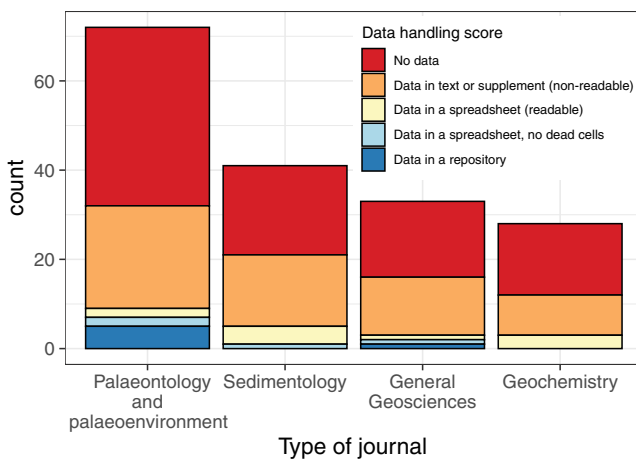 Data handling score
No data
Data in text or supplement (non-readable)
Data in a spreadsheet (readable)
Data in a spreadsheet, no dead cells
Data in a repository
count
60
40
20
0
Palaeontology
and
palaeoenvironment
Sedimentology
General
Geosciences
Geochemistry
Type of journal